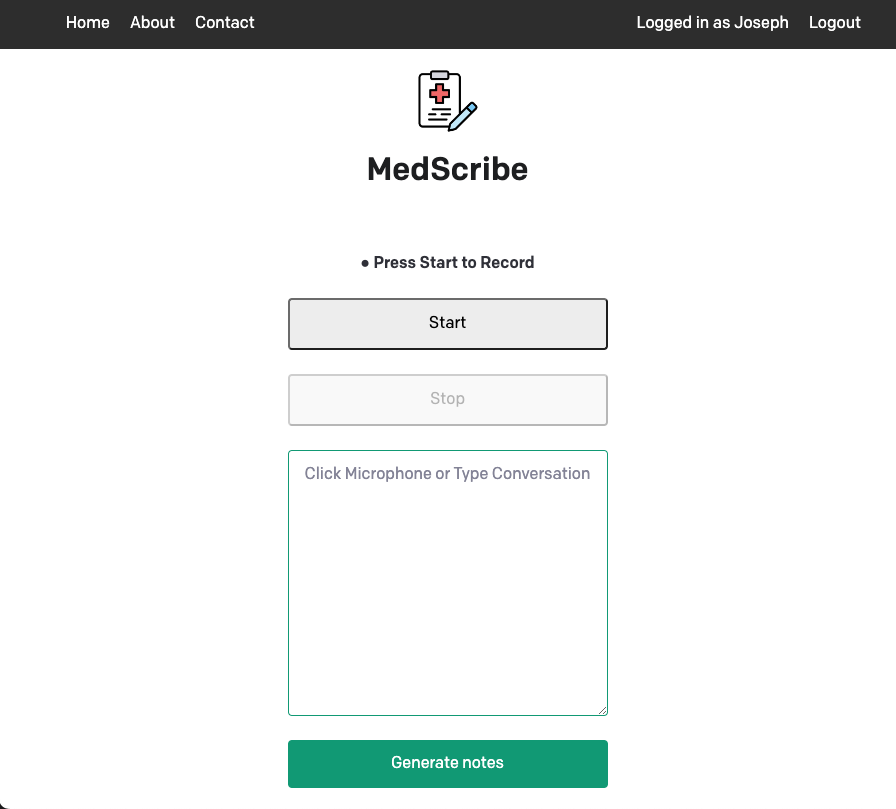 Home About Contact Logged in as Joseph Logout
MedScribe
• Press Start to Record
Start
Stop
Click Microphone or Type Conversation
Generate notes